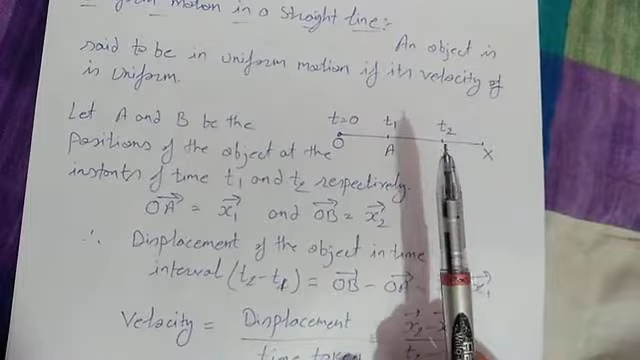 form motion in a straight line:
An object is
said to be in uniform motion if its velocity of
is uniform.
Let A and B be the
positions of the object at the
instants of time t₁ and t₂ respectively.
t=0 t₁ t₂
O A X
→OA = →x₁ and →OB = →x₂
∴ Displacement of the object in time
interval (t₂-t₁) = →OB - →OA
Velocity = Displacement
time taken